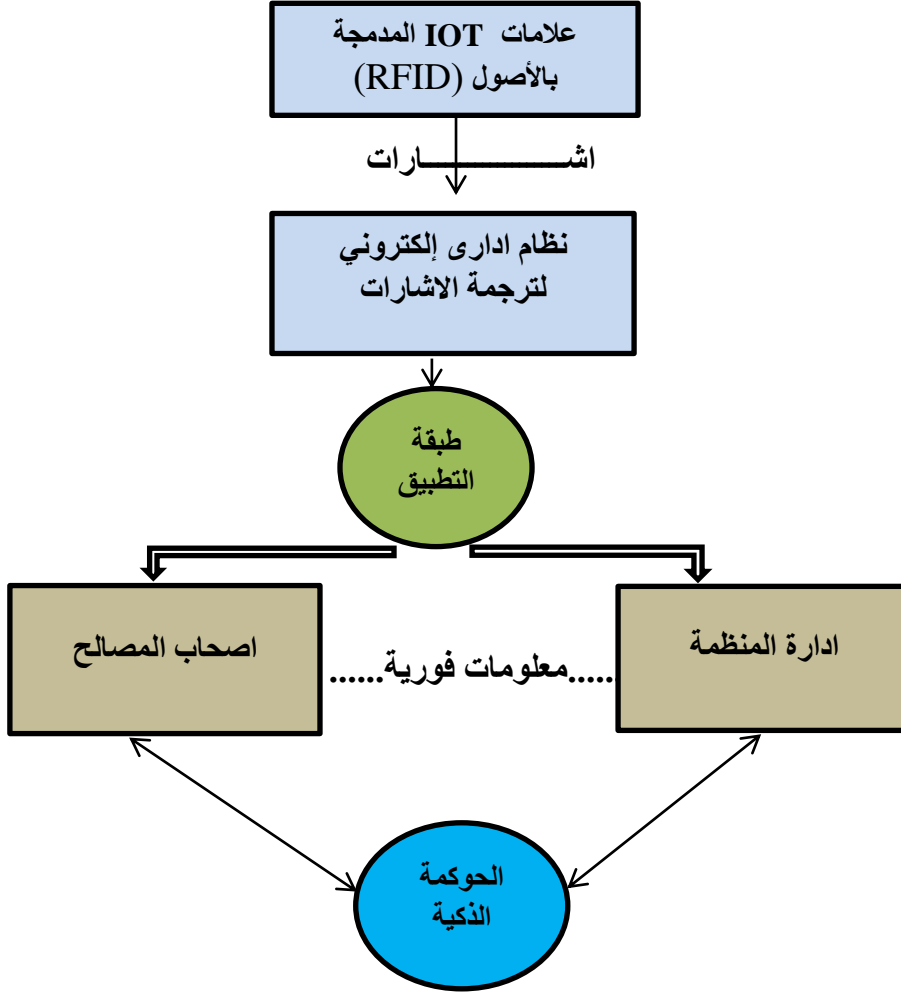 علامات IOT المدمجة
بالأصول (RFID)
اشـــــــــــــارات
نظام ادارى إلكتروني
لترجمة الاشارات
طبقة
التطبيق
ادارة المنظمة
.....معلومات فورية......
اصحاب المصالح
الحوكمة
الذكية